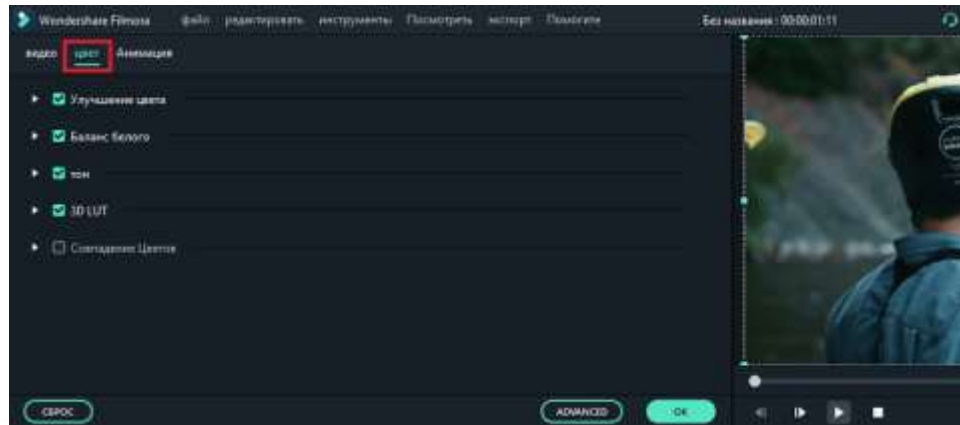 Wondershare Filmora файл редактировать инструменты Посмотреть экспорт Помогите Без названия : 00:00:01:11
видео цвет Анимация
Улучшение цвета
Баланс белого
тон
3D LUT
Совпадение Цветов
СБРОС ADVANCED OK